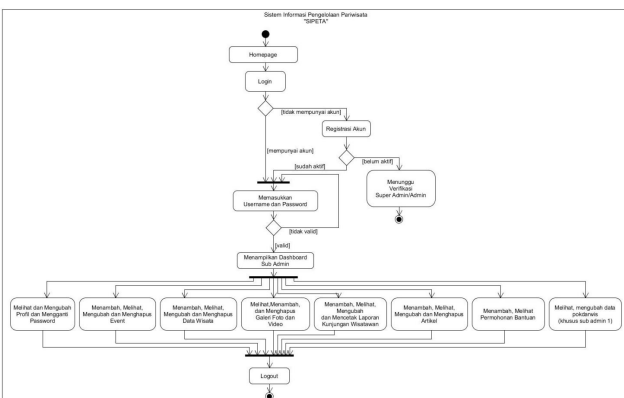 Sistem Informasi Pengelolaan Pariwisata
"SIPETA"
Homepage
Login
[tidak mempunyai akun]
Registrasi Akun
[mempunyai akun]
[sudah aktif]
[belum aktif]
Menunggu
Verifikasi
Super Admin/Admin
Memasukkan
Username dan Password
[tidak valid]
[valid]
Menampilkan Dashboard
Sub Admin
Melihat dan Mengubah
Profil dan Mengganti
Password
Menambah, Melihat,
Mengubah dan Menghapus
Event
Menambah, Melihat,
Mengubah dan Menghapus
Data Wisata
Melihat,Menambah,
dan Menghapus
Galeri Foto dan
Video
Menambah, Melihat,
Mengubah
dan Mencetak Laporan
Kunjungan Wisatawan
Menambah, Melihat,
Mengubah dan Menghapus
Artikel
Menambah, Melihat
Permohonan Bantuan
Melihat, mengubah data
pokdarwis
(khusus sub admin 1)
Logout